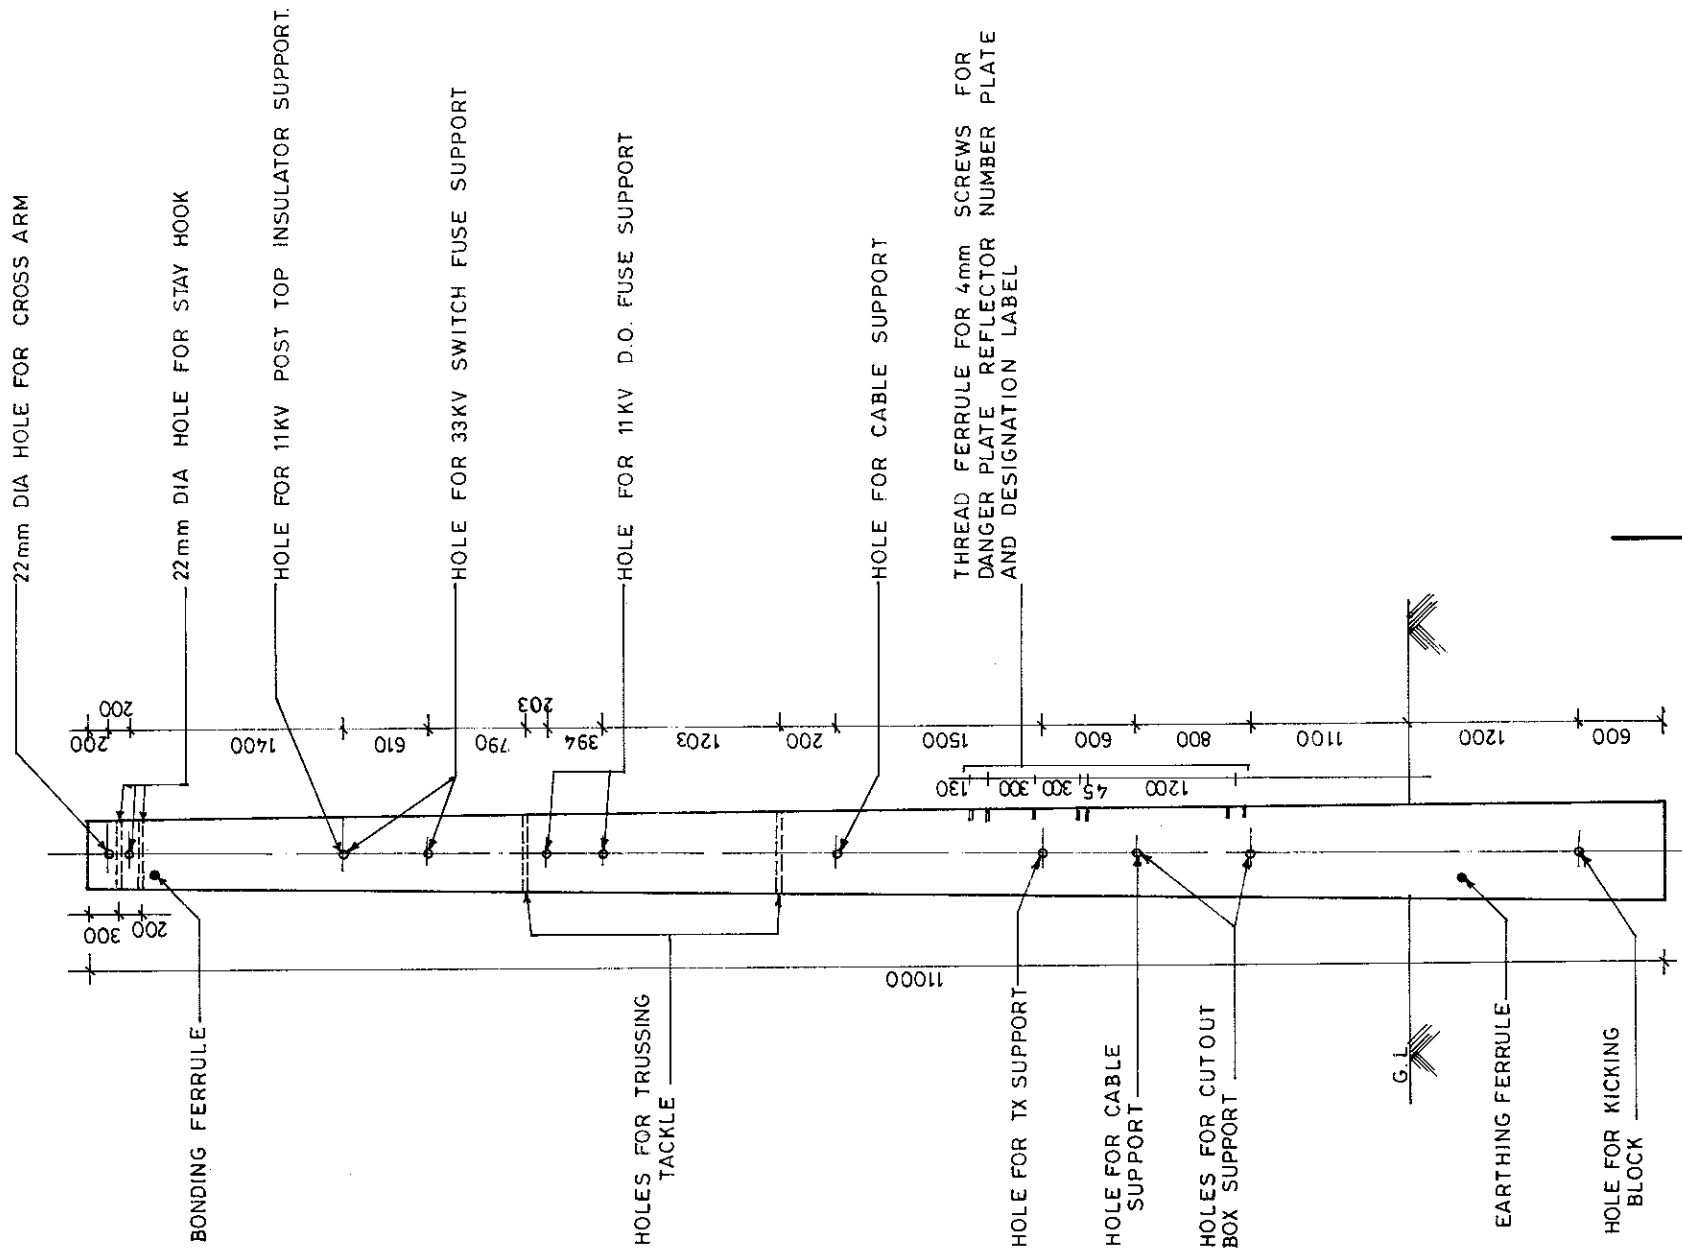 22mm DIA HOLE FOR CROSS ARM
22mm DIA HOLE FOR STAY HOOK
HOLE FOR 11KV POST TOP INSULATOR SUPPORT.
HOLE FOR 33KV SWITCH FUSE SUPPORT
HOLE FOR 11KV D.O. FUSE SUPPORT
HOLE FOR CABLE SUPPORT
THREAD FERRULE FOR 4mm SCREWS FOR
DANGER PLATE REFLECTOR NUMBER PLATE
AND DESIGNATION LABEL
200
200
1400
610
790
203
394
1203
200
1500
600
800
1100
1200
600
130
300
300
45
1200
300
200
11000
BONDING FERRULE
HOLES FOR TRUSSING
TACKLE
HOLE FOR TX SUPPORT
HOLE FOR CABLE
SUPPORT
HOLES FOR CUTOUT
BOX SUPPORT
G.L
EARTHING FERRULE
HOLE FOR KICKING
BLOCK